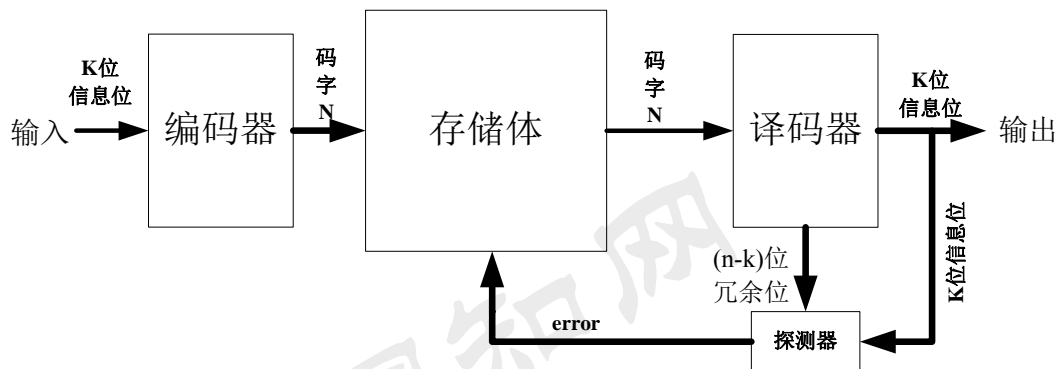 输入
K位
信息位
编码器
码
字
N
存储体
码
字
N
译码器
K位
信息位
输出
(n-k)位
冗余位
K位信息位
error
探测器